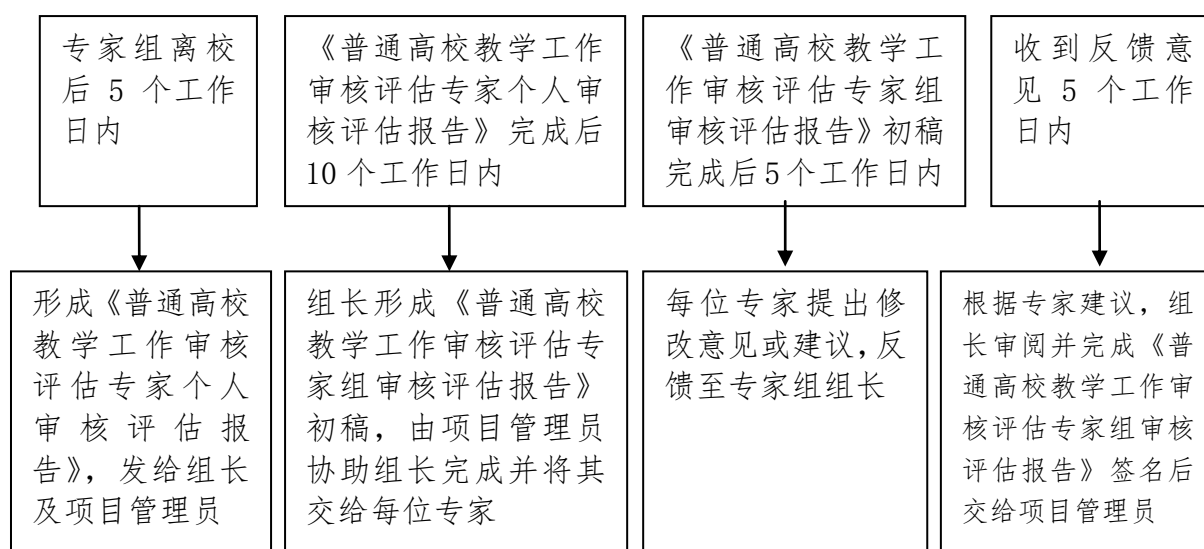 专家组离校
后 5 个工作
日内
《普通高校教学工作
审核评估专家个人审
核评估报告》完成后
10 个工作日内
《普通高校教学工
作审核评估专家组
审核评估报告》初稿
完成后5个工作日内
收到反馈意
见 5 个工作
日内
形成《普通高校
教学工作审核
评估专家个人
审核评估报
告》，发给组长
及项目管理员
组长形成《普通高校
教学工作审核评估专
家组审核评估报告》
初稿，由项目管理员
协助组长完成并将其
交给每位专家
每位专家提出修
改意见或建议，反
馈至专家组组长
根据专家建议，组
长审阅并完成《普
通高校教学工作审
核评估专家组审核
评估报告》签名后
交给项目管理员